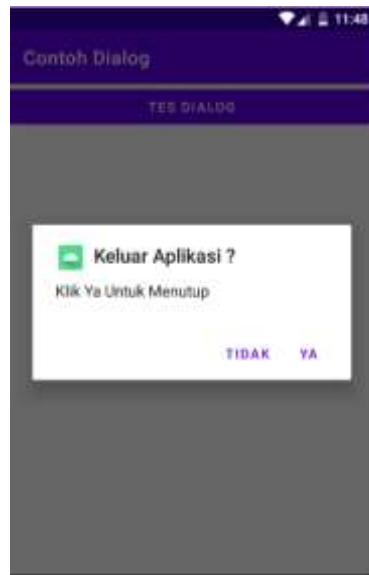 11:48
Contoh Dialog
TES DIALOG
Keluar Aplikasi ?
Klik Ya Untuk Menutup
TIDAK YA